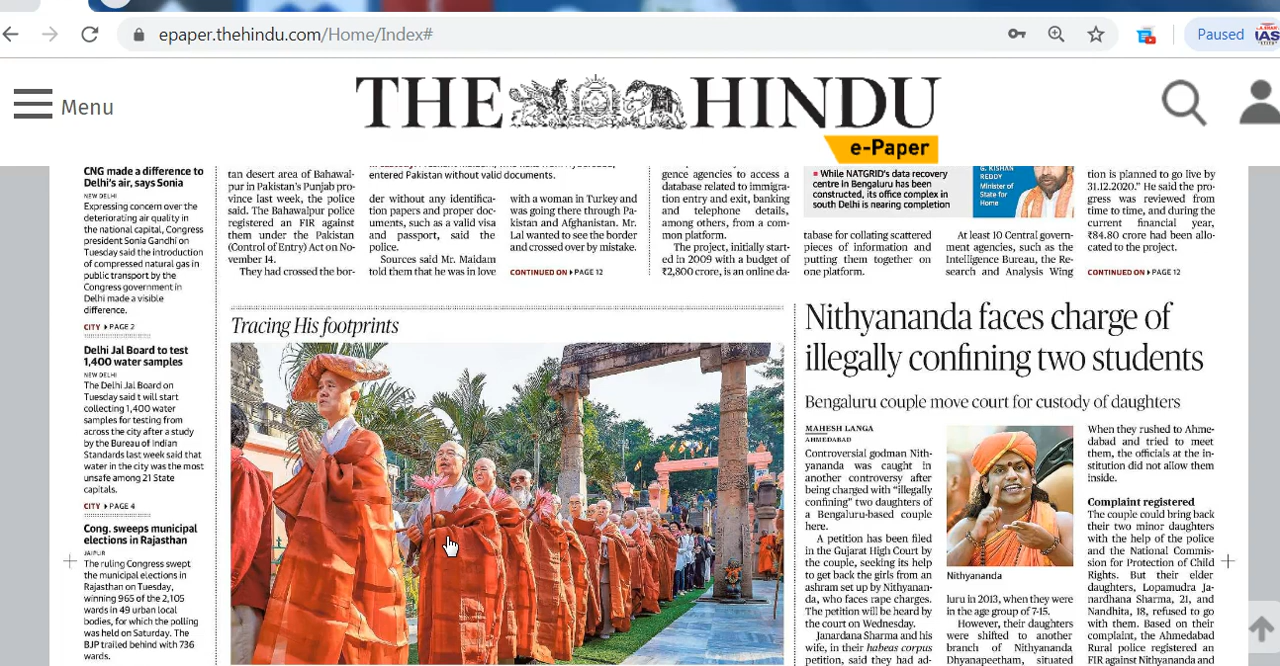 epaper.thehindu.com/Home/Index#
Paused
IAS
Menu
THE HINDU
e-Paper
CNG made a difference to
Delhi's air, says Sonia
NEW DELHI
Expressing concern over the
deteriorating air quality in
the national capital, Congress
president Sonia Gandhi on
Tuesday said the introduction
of compressed natural gas in
public transport by the
Congress government in
Delhi made a visible
difference.
CITY ▸ PAGE 2
Delhi Jal Board to test
1,400 water samples
NEW DELHI
The Delhi Jal Board on
Tuesday said t will start
collecting 1,400 water
samples for testing from
across the city after a study
by the Bureau of Indian
Standards last week said that
water in the city was the most
unsafe among 21 State
capitals.
CITY ▸ PAGE 4
Cong. sweeps municipal
elections in Rajasthan
JAIPUR
The ruling Congress swept
the municipal elections in
Rajasthan on Tuesday,
winning 965 of the 2,105
wards in 49 urban local
bodies, for which the polling
was held on Saturday. The
BJP trailed behind with 736
wards.
tan desert area of Bahawal-
pur in Pakistan's Punjab pro-
vince last week, the police
said. The Bahawalpur police
registered an FIR against
them under the Pakistan
(Control of Entry) Act on No-
vember 14.
They had crossed the bor-
entered Pakistan without valid documents.
der without any identifica-
tion papers and proper doc-
uments, such as a valid visa
and passport, said the
police.
Sources said Mr. Maidam
told them that he was in love
with a woman in Turkey and
was going there through Pa-
kistan and Afghanistan. Mr.
Lal wanted to see the border
and crossed over by mistake.
CONTINUED ON ▸ PAGE 12
gence agencies to access a
database related to immigra-
tion entry and exit, banking
and telephone details,
among others, from a com-
mon platform.
The project, initially start-
ed in 2009 with a budget of
₹2,800 crore, is an online da-
▪ While NATGRID's data recovery
centre in Bengaluru has been
constructed, its office complex in
south Delhi is nearing completion
G. KISHAN
REDDY
Minister of
State for
Home
tabase for collating scattered
pieces of information and
putting them together on
one platform.
At least 10 Central govern-
ment agencies, such as the
Intelligence Bureau, the Re-
search and Analysis Wing
tion is planned to go live by
31.12.2020." He said the pro-
gress was reviewed from
time to time, and during the
current financial year,
₹84.80 crore had been allo-
cated to the project.
CONTINUED ON ▸ PAGE 12
Tracing His footprints
Nithyananda faces charge of
illegally confining two students
Bengaluru couple move court for custody of daughters
MAHESH LANGA
AHMEDABAD
Controversial godman Nith-
yananda was caught in
another controversy after
being charged with "illegally
confining" two daughters of
a Bengaluru-based couple
here.
A petition has been filed
in the Gujarat High Court by
the couple, seeking its help
to get back the girls from an
ashram set up by Nithyanan-
da, who faces rape charges.
The petition will be heard by
the court on Wednesday.
Janardana Sharma and his
wife, in their habeas corpus
petition, said they had ad-
Nithyananda
luru in 2013, when they were
in the age group of 7-15.
However, their daughters
were shifted to another
branch of Nithyananda
Dhyanapeetham, situated
When they rushed to Ahme-
dabad and tried to meet
them, the officials at the in-
stitution did not allow them
inside.
Complaint registered
The couple could bring back
their two minor daughters
with the help of the police
and the National Commis-
sion for Protection of Child
Rights. But their elder
daughters, Lopamudra Ja-
nardhana Sharma, 21, and
Nandhita, 18, refused to go
with them. Based on their
complaint, the Ahmedabad
Rural police registered an
FIR against Nithyananda and